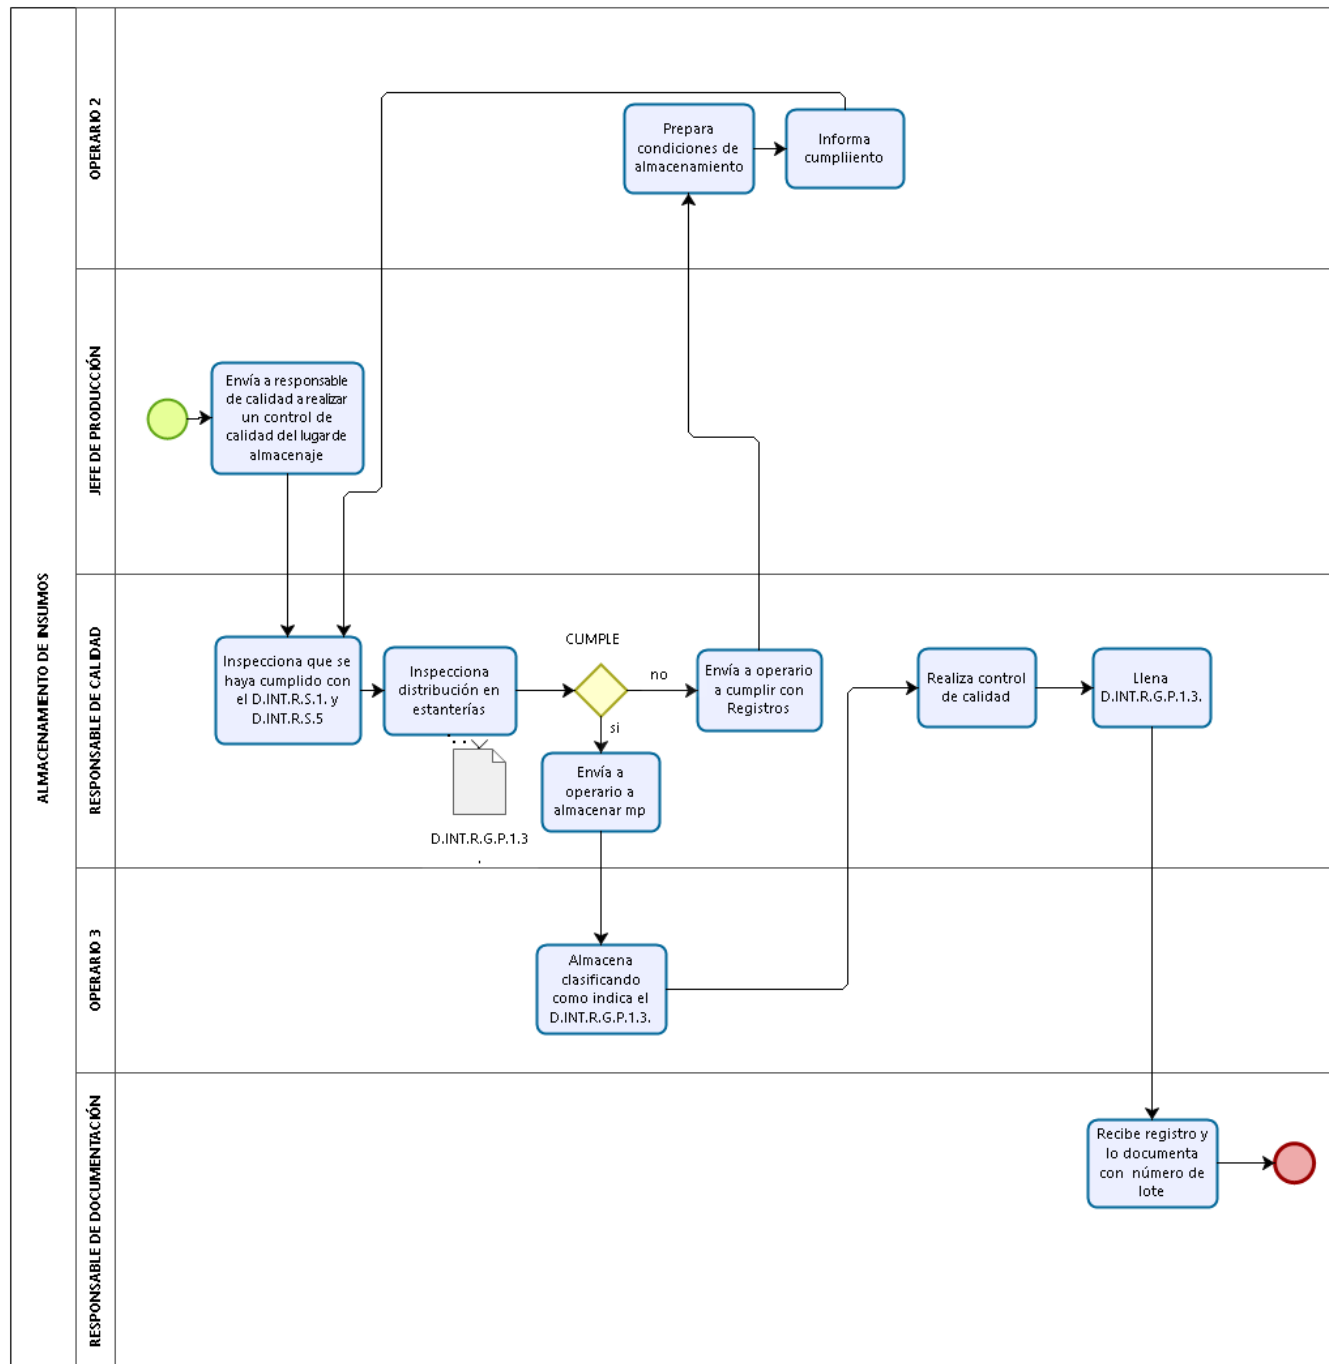 ALMACENAMIENTO DE INSUMOS
OPERARIO 2
Prepara
condiciones de
almacenamiento
Informa
cumpliiento
JEFE DE PRODUCCIÓN
Envía a responsable
de calidad a realizar
un control de
calidad del lugar de
almacenaje
RESPONSABLE DE CALIDAD
Inspecciona que se
haya cumplido con
el D.INT.R.S.1. y
D.INT.R.S.5
Inspecciona
distribución en
estanterías
D.INT.R.G.P.1.3
.
CUMPLE
no
si
Envía a operario
a cumplir con
Registros
Envía a
operario a
almacenar mp
Realiza control
de calidad
Llena
D.INT.R.G.P.1.3.
OPERARIO 3
Almacena
clasificando
como indica el
D.INT.R.G.P.1.3.
RESPONSABLE DE DOCUMENTACIÓN
Recibe registro y
lo documenta
con número de
lote